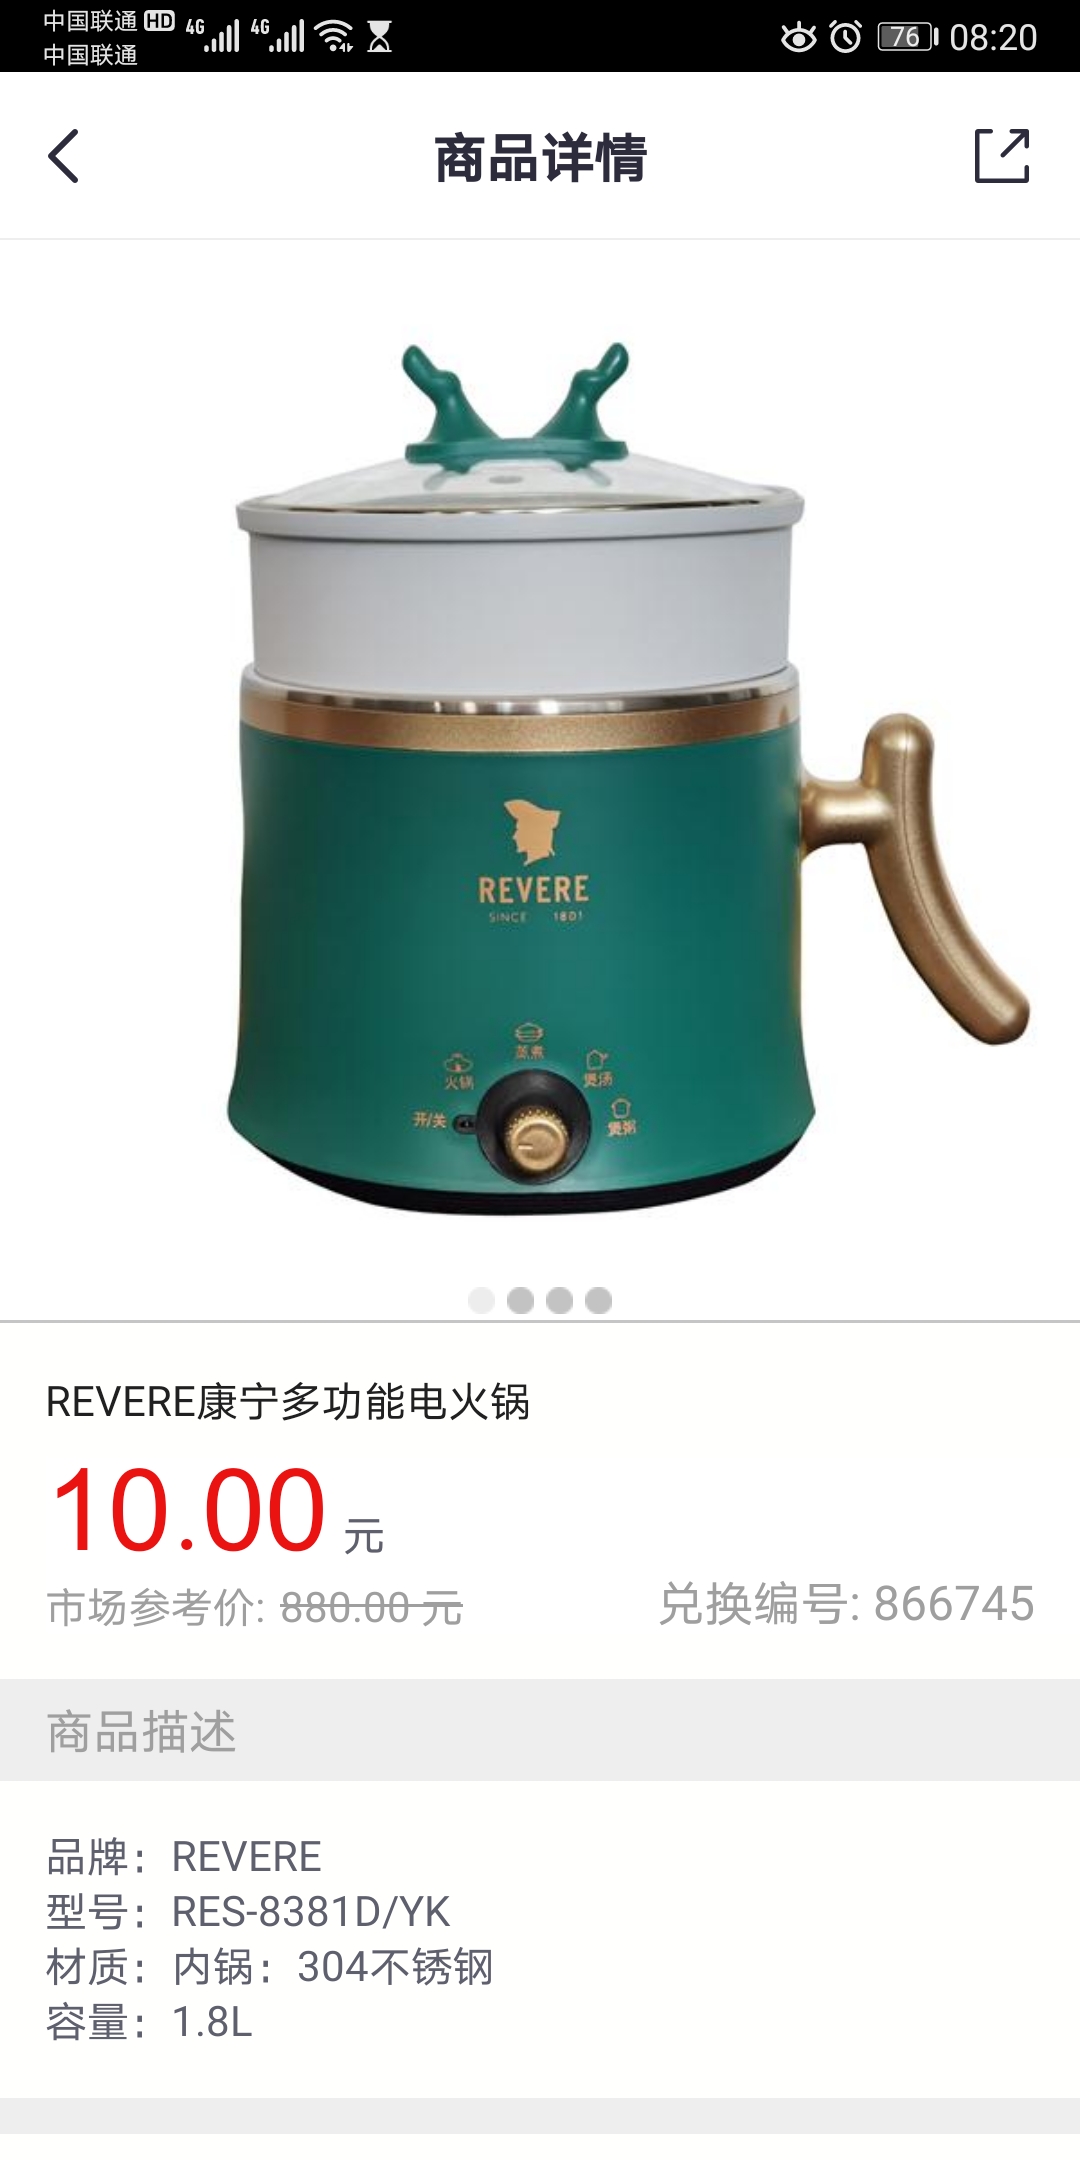 中国联通 HD 4G 4G 76 08:20
中国联通
商品详情
REVERE
SINCE 1801
蒸煮
火锅
煲汤
开/关
煲粥
REVERE康宁多功能电火锅
10.00 元
市场参考价: 880.00 元
兑换编号: 866745
商品描述
品牌：REVERE
型号：RES-8381D/YK
材质：内锅：304不锈钢
容量：1.8L